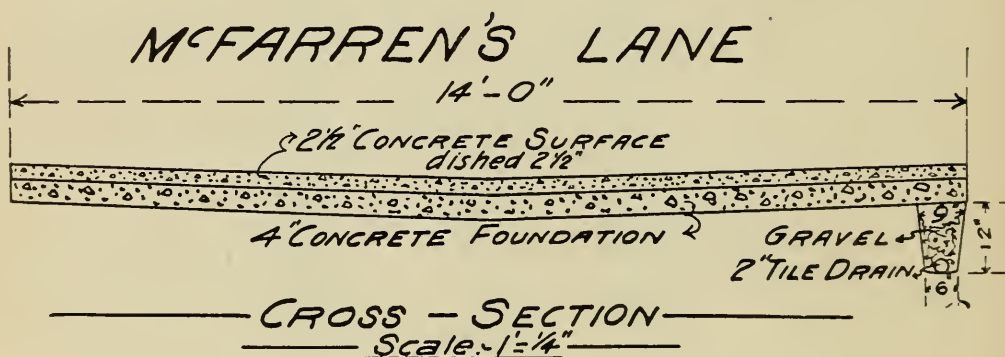 McFARREN'S LANE
14'-0"
2½" CONCRETE SURFACE
dished 2½"
4" CONCRETE FOUNDATION
9"
GRAVEL
12"
2" TILE DRAIN
6"
CROSS - SECTION
Scale:- 1'=¼"